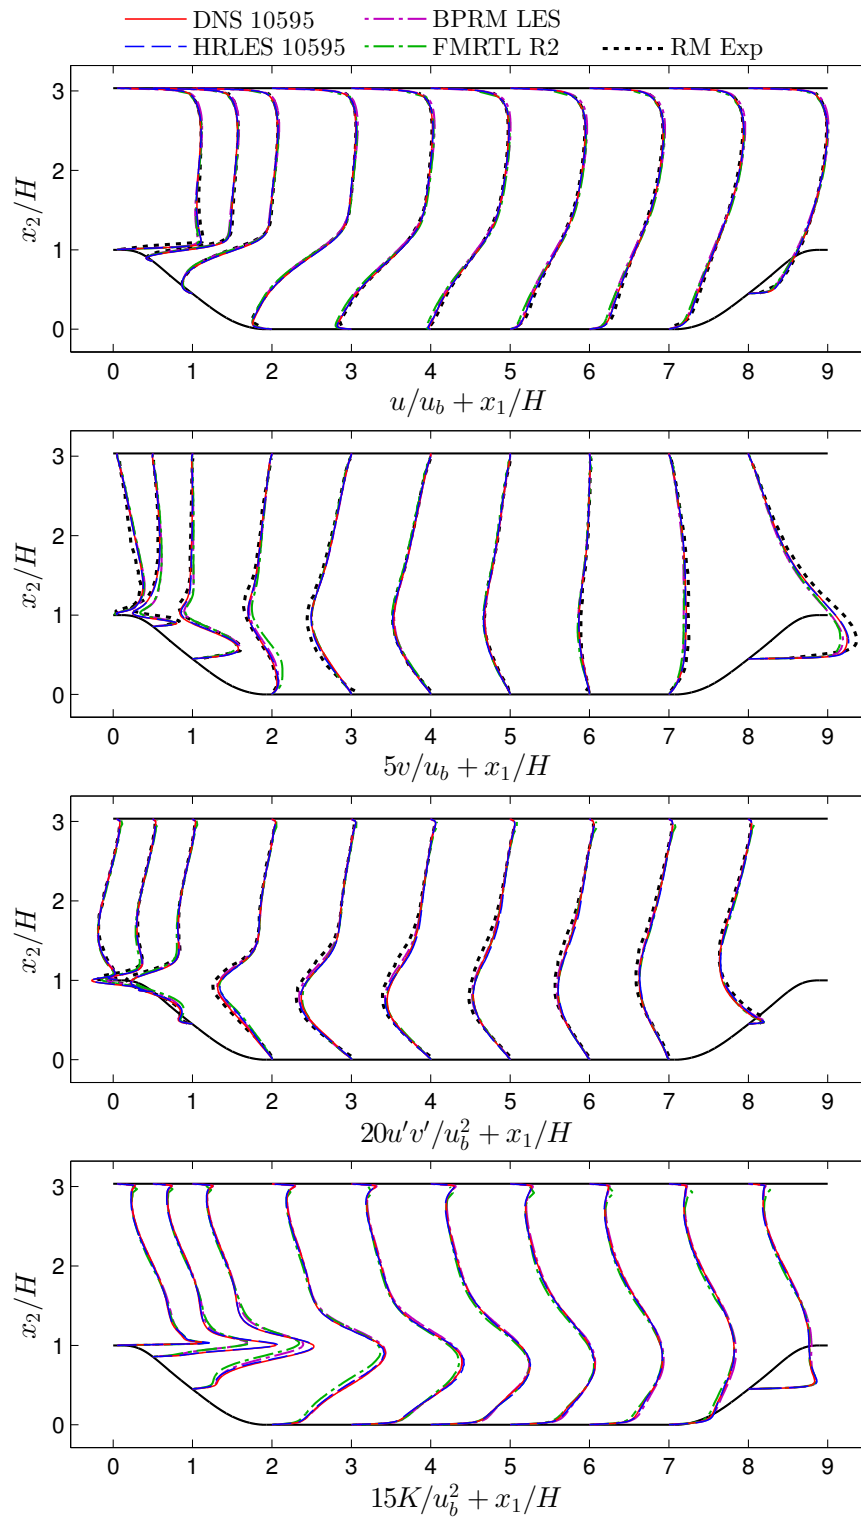 DNS 10595 BPRM LES
HRLES 10595 FMRTL R2 RM Exp
3
2
1
0
x₂/H
0 1 2 3 4 5 6 7 8 9
u/u_b + x₁/H
3
2
1
0
x₂/H
0 1 2 3 4 5 6 7 8 9
5v/u_b + x₁/H
3
2
1
0
x₂/H
0 1 2 3 4 5 6 7 8 9
20u′v′/u_b² + x₁/H
3
2
1
0
x₂/H
0 1 2 3 4 5 6 7 8 9
15K/u_b² + x₁/H